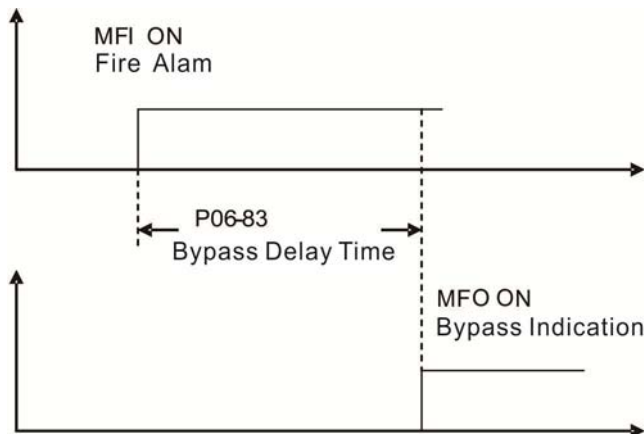 MFI ON
Fire Alam
P06-83
Bypass Delay Time
MFO ON
Bypass Indication